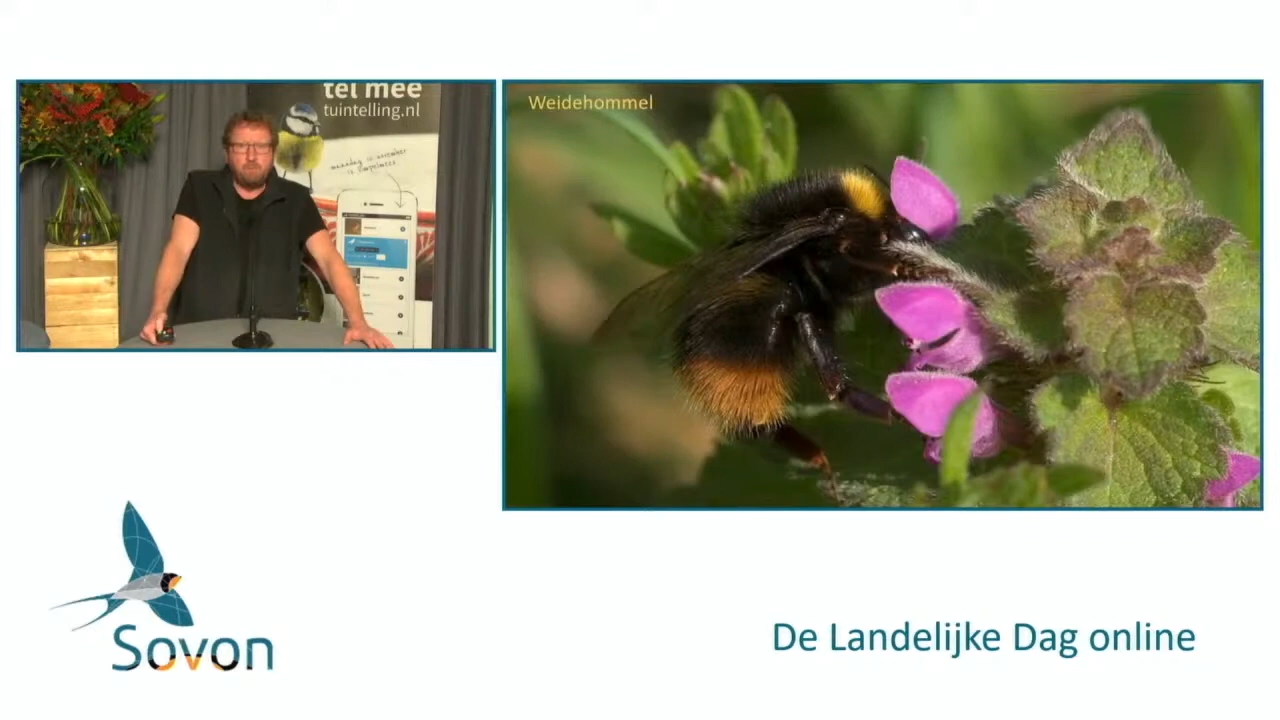 tel mee
tuintelling.nl
Weidehommel
Sovon
De Landelijke Dag online